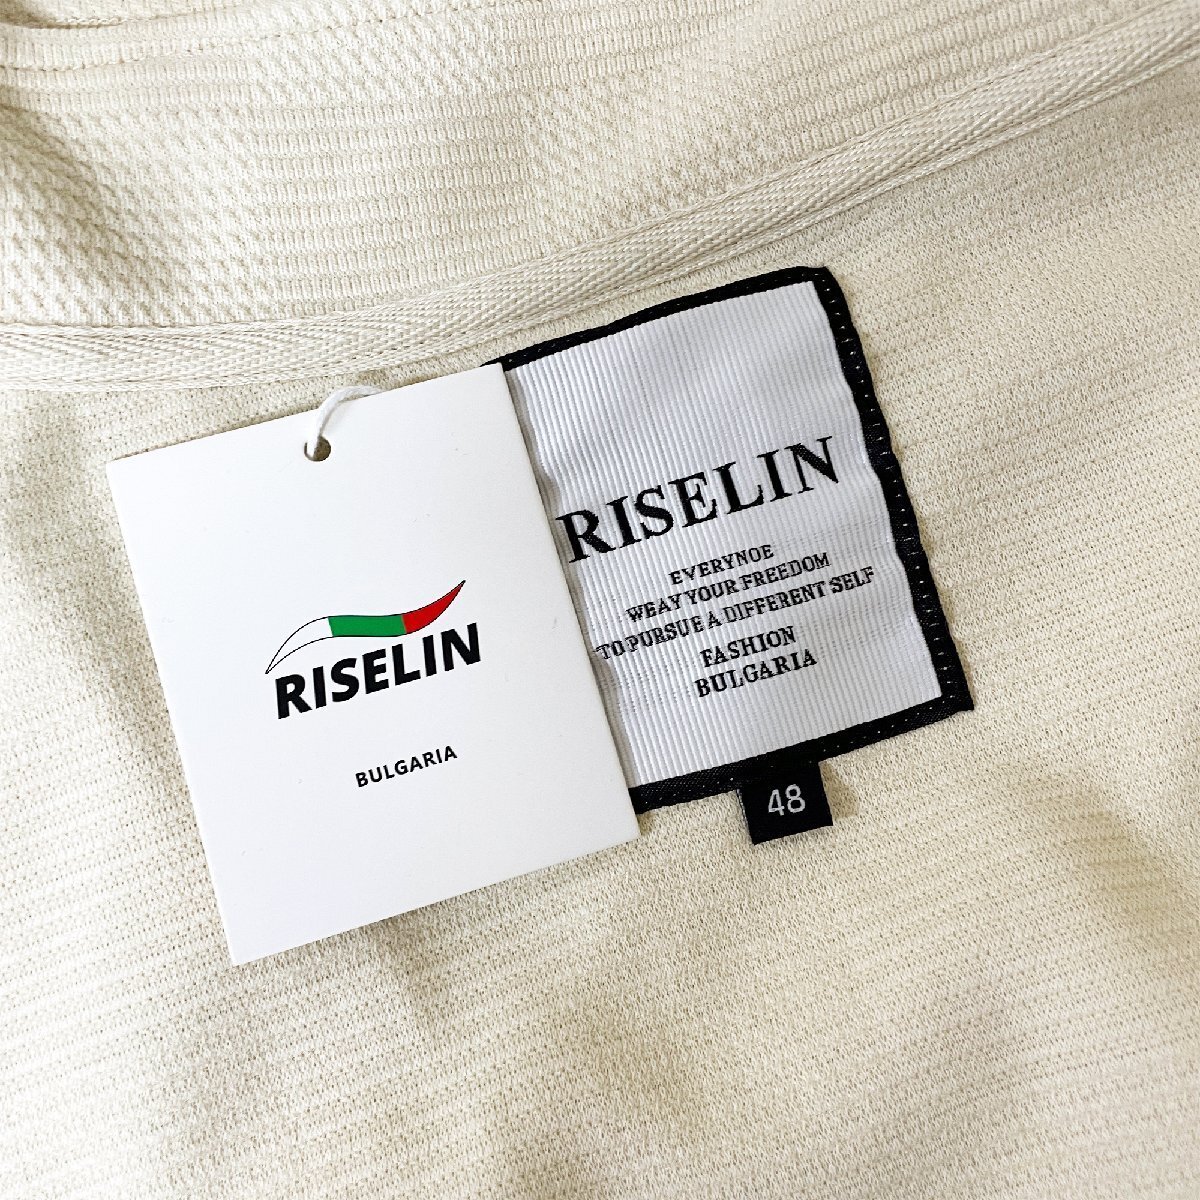 RISELIN
BULGARIA
RISELIN
EVERYNOE
WEAY YOUR FREEDOM
TO PURSUE A DIFFERENT SELF
FASHION
BULGARIA
48